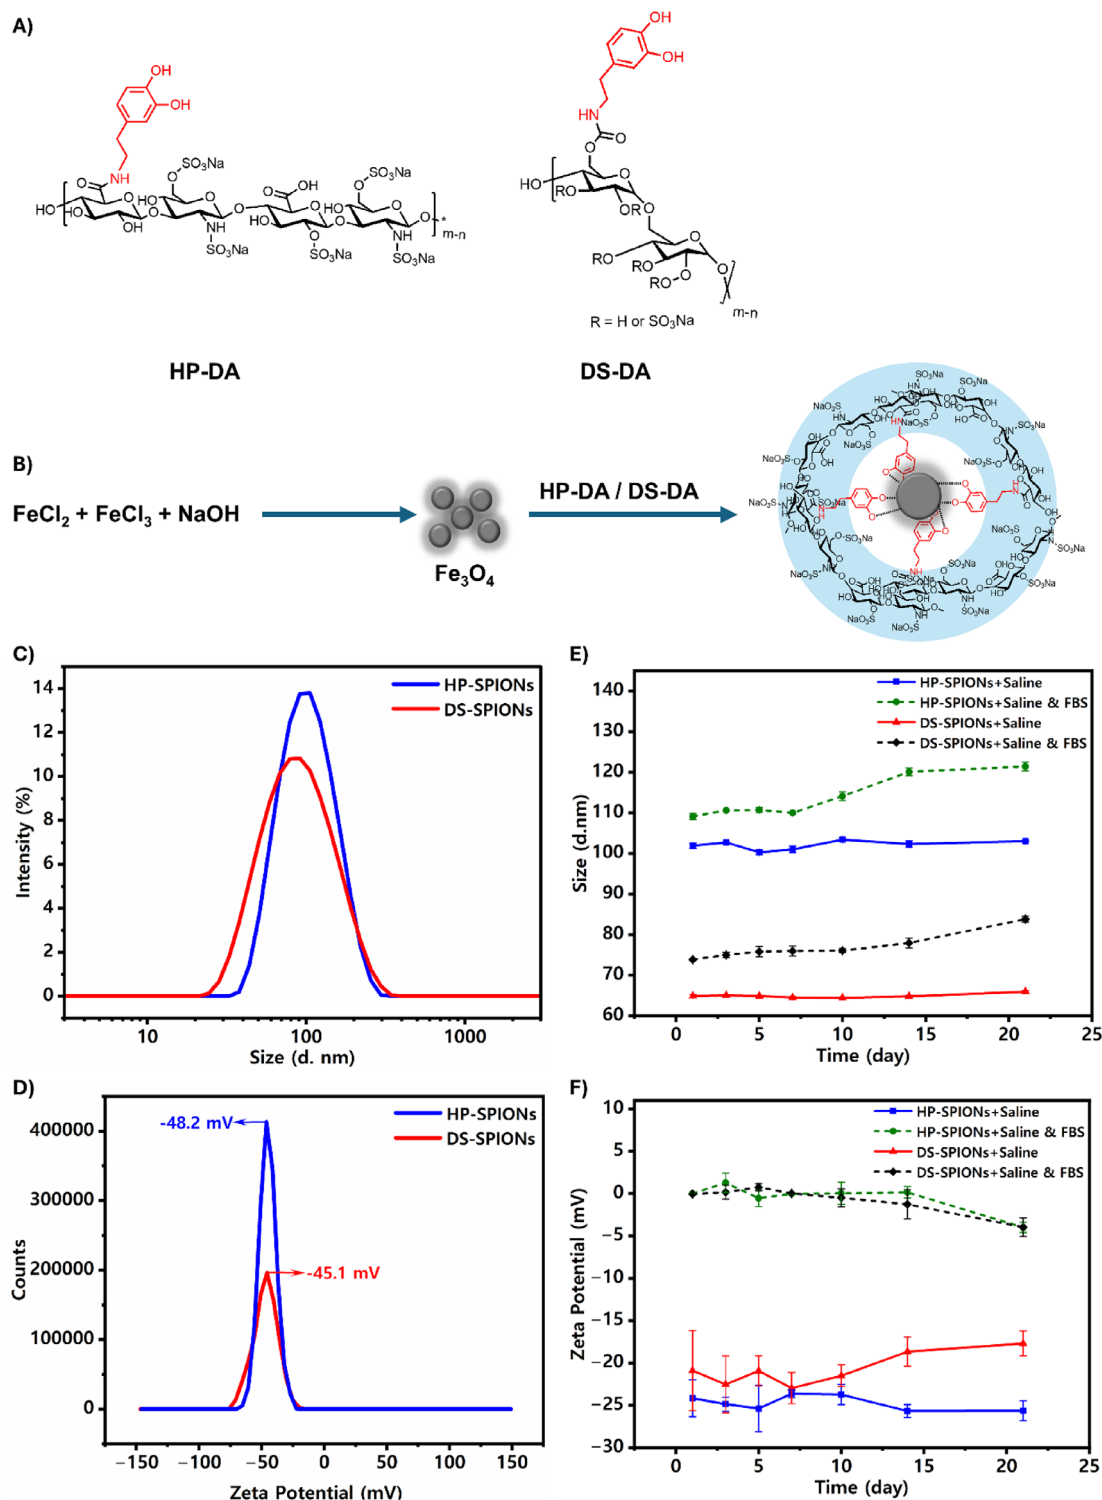 A)
OH
OH
NH
O
SO₃Na
O
O
OH
SO₃Na
O
HO
HO
OH
HO
NH
SO₃Na
HO
O
SO₃Na
HO
NH
SO₃Na
*
m-n
OH
OH
HN
O
O
HO
RO
RO
RO
RO
RO
O
m-n
R = H or SO₃Na
HP-DA
DS-DA
B)
FeCl₂ + FeCl₃ + NaOH
Fe₃O₄
HP-DA / DS-DA
C)
HP-SPIONs
DS-SPIONs
Intensity (%)
14
12
10
8
6
4
2
0
10
100
1000
Size (d. nm)
E)
HP-SPIONs+Saline
HP-SPIONs+Saline & FBS
DS-SPIONs+Saline
DS-SPIONs+Saline & FBS
Size (d.nm)
140
130
120
110
100
90
80
70
60
0
5
10
15
20
25
Time (day)
D)
-48.2 mV
-45.1 mV
HP-SPIONs
DS-SPIONs
Counts
400000
300000
200000
100000
0
−150
−100
−50
0
50
100
150
Zeta Potential (mV)
F)
HP-SPIONs+Saline
HP-SPIONs+Saline & FBS
DS-SPIONs+Saline
DS-SPIONs+Saline & FBS
Zeta Potential (mV)
10
5
0
−5
−10
−15
−20
−25
−30
0
5
10
15
20
25
Time (day)